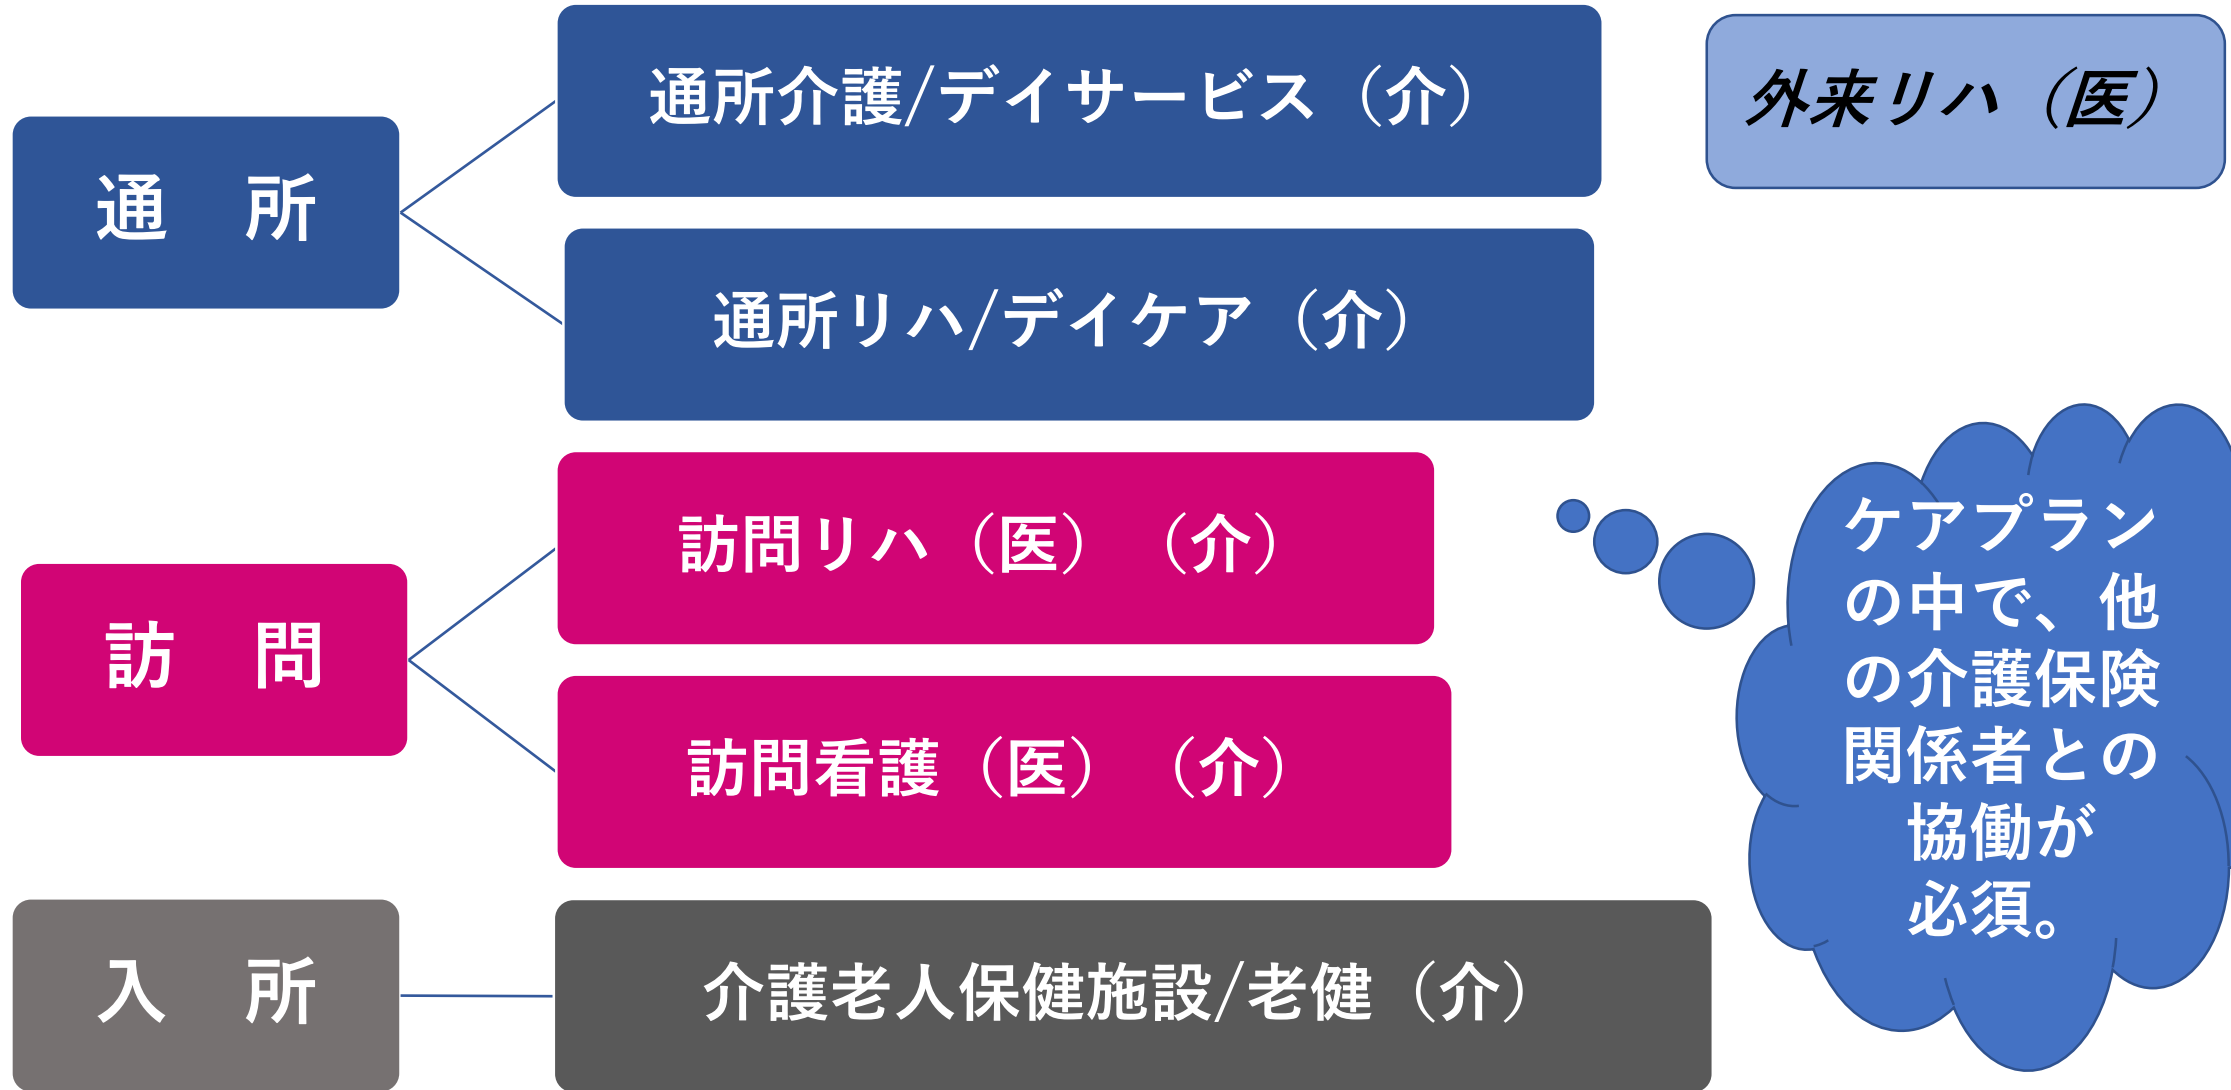 通所
通所介護/デイサービス（介）
通所リハ/デイケア（介）
外来リハ（医）
訪問
訪問リハ（医）（介）
訪問看護（医）（介）
入所
介護老人保健施設/老健（介）
ケアプラン
の中で、他
の介護保険
関係者との
協働が
必須。